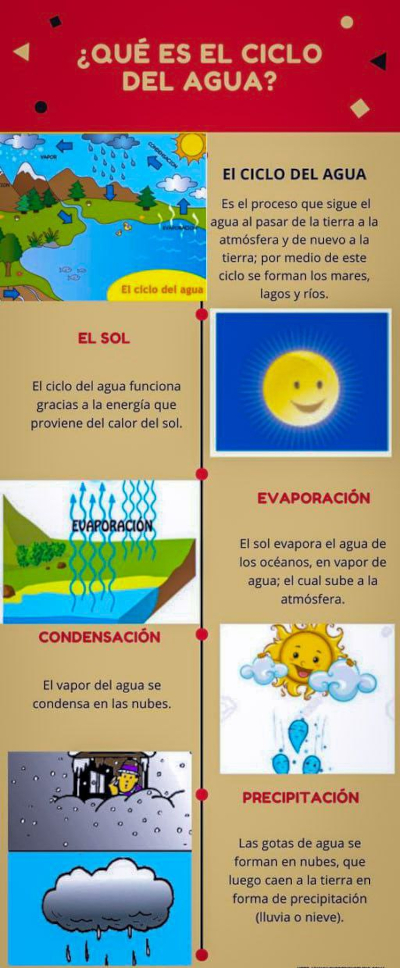 ¿QUÉ ES EL CICLO
DEL AGUA?
VAPOR
CONDENSACIÓN
EVAPORACIÓN
El ciclo del agua
El CICLO DEL AGUA
Es el proceso que sigue el
agua al pasar de la tierra a la
atmósfera y de nuevo a la
tierra; por medio de este
ciclo se forman los mares,
lagos y ríos.
EL SOL
El ciclo del agua funciona
gracias a la energía que
proviene del calor del sol.
EVAPORACIÓN
EVAPORACIÓN
El sol evapora el agua de
los océanos, en vapor de
agua; el cual sube a la
atmósfera.
CONDENSACIÓN
El vapor del agua se
condensa en las nubes.
PRECIPITACIÓN
Las gotas de agua se
forman en nubes, que
luego caen a la tierra en
forma de precipitación
(lluvia o nieve).